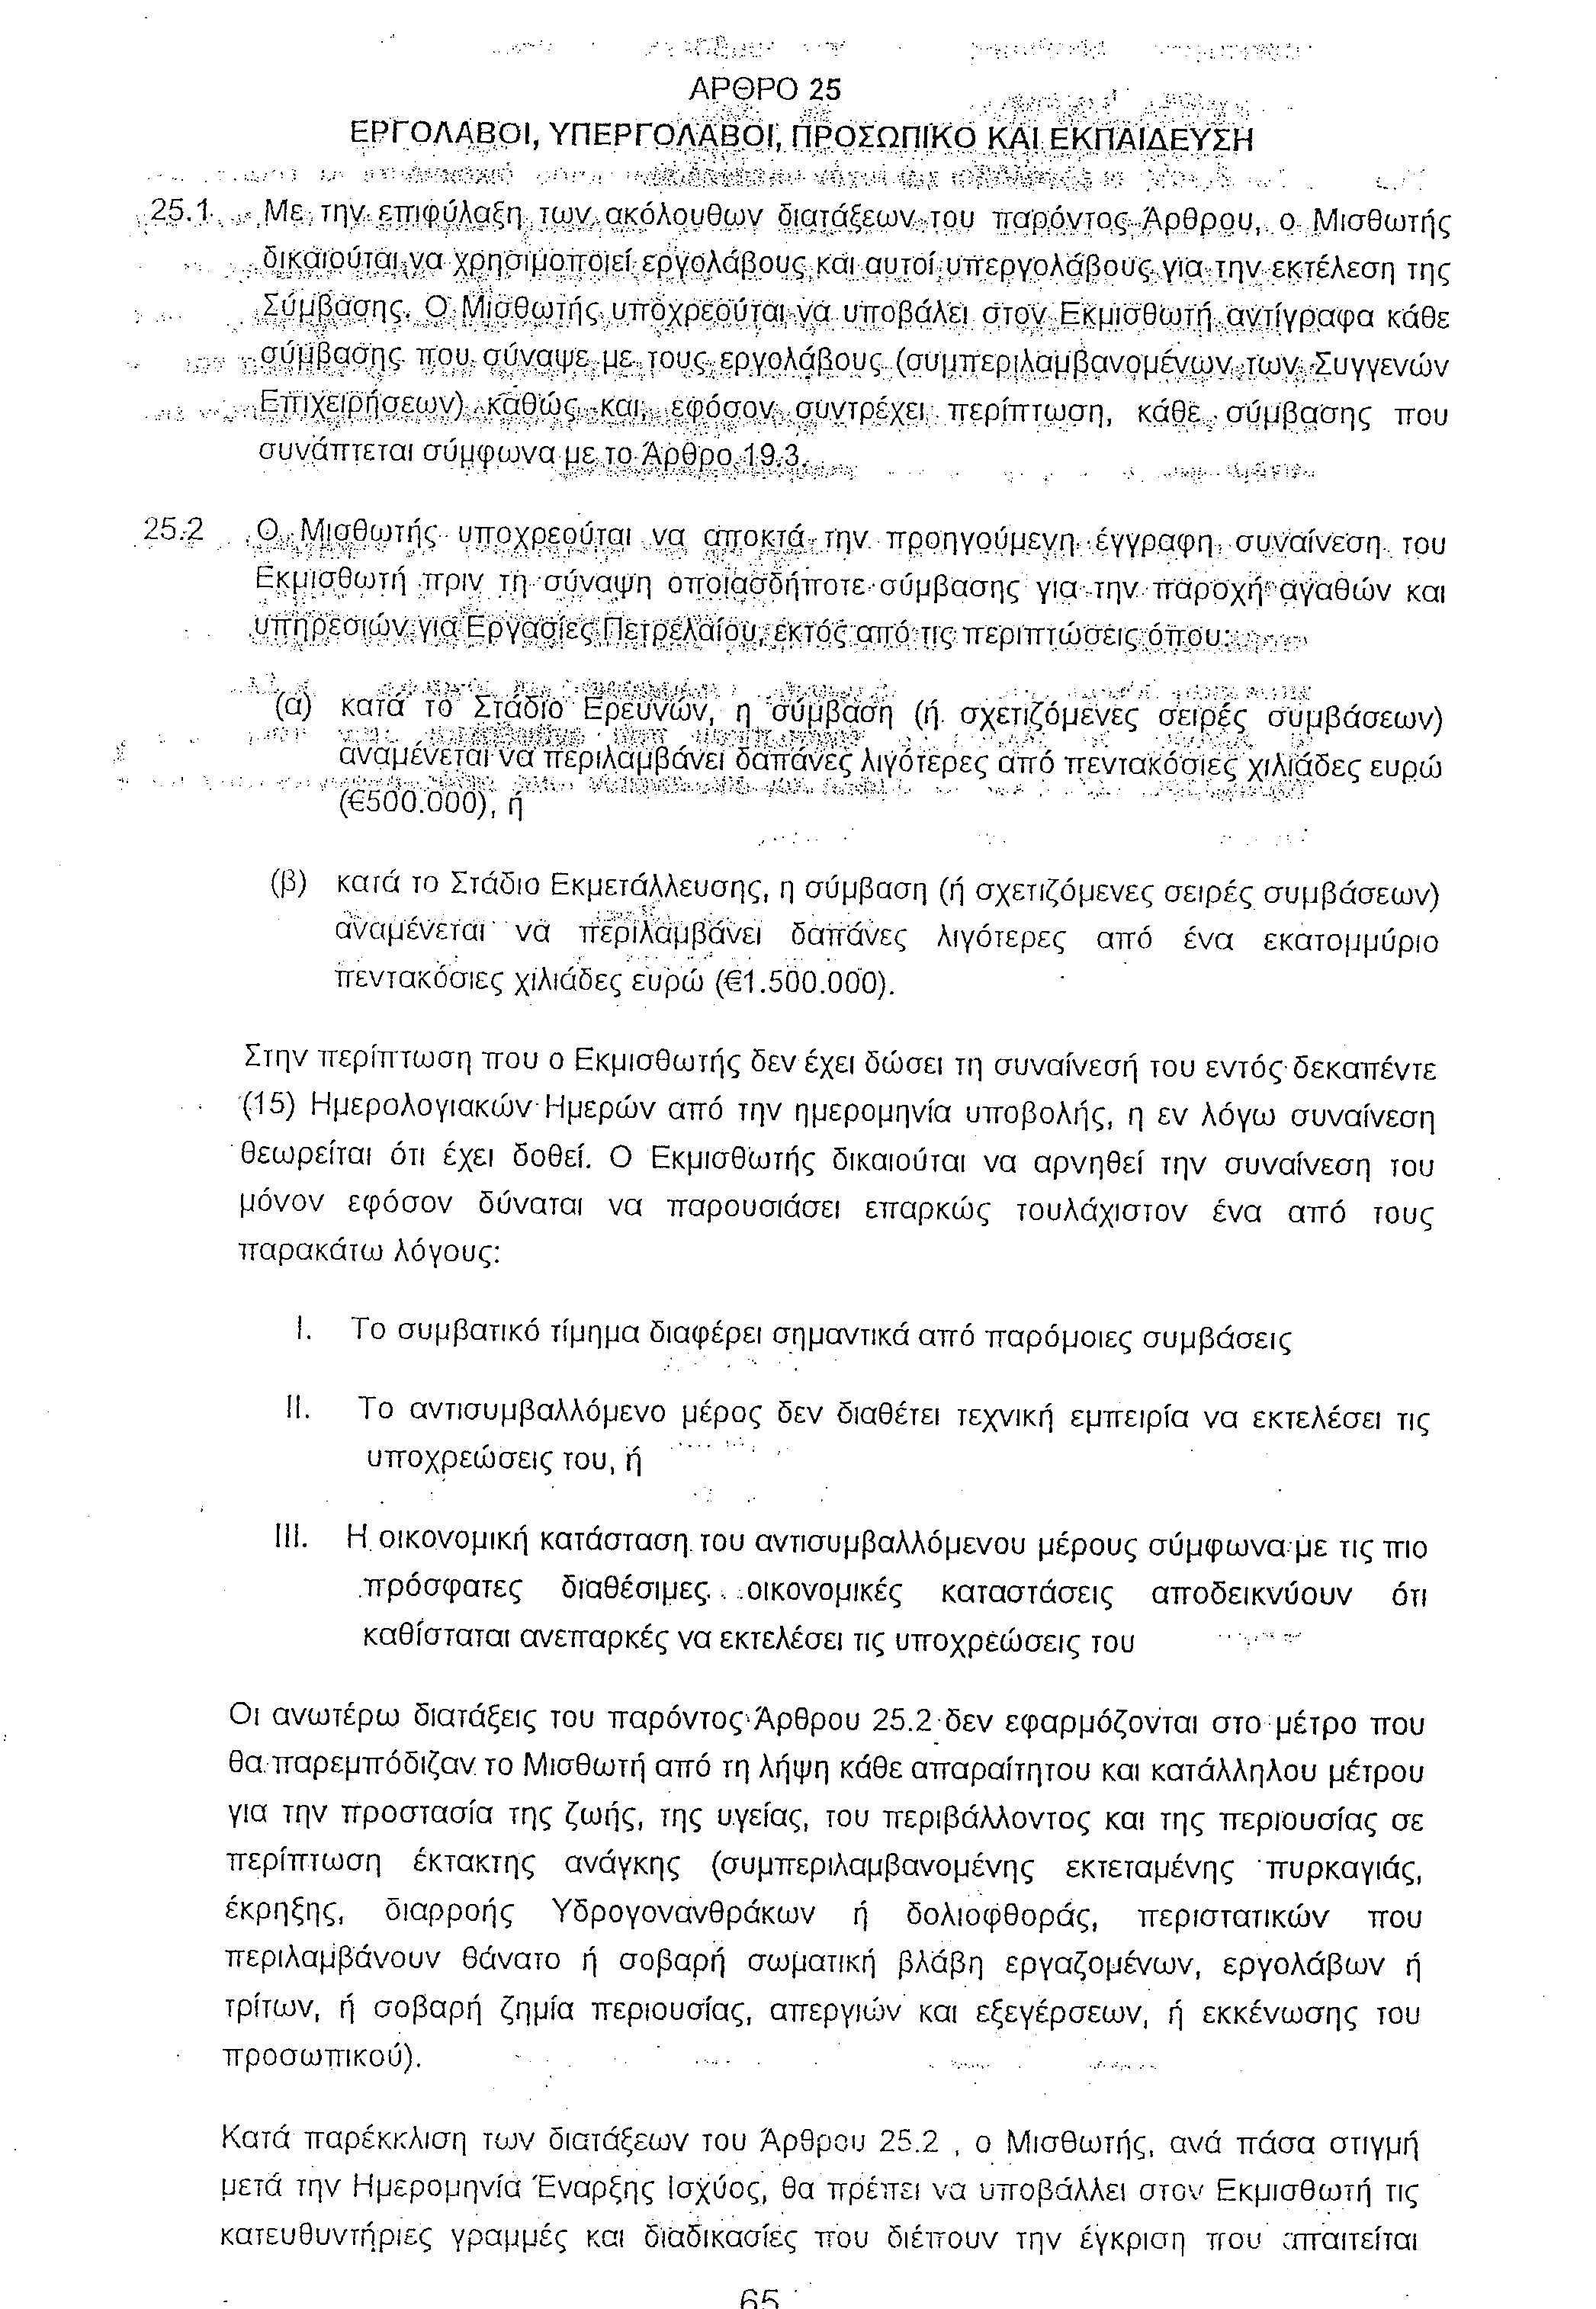 ΑΡΘΡΟ 25
ΕΡΓΟΛΑΒΟΙ, ΥΠΕΡΓΟΛΑΒΟΙ, ΠΡΟΣΩΠΙΚΟ ΚΑΙ ΕΚΠΑΙΔΕΥΣΗ
25.1 Με την επιφύλαξη των ακόλουθων διατάξεων του παρόντος Άρθρου, ο Μισθωτής
δικαιούται να χρησιμοποιεί εργολάβους και αυτοί υπεργολάβους για την εκτέλεση της
Σύμβασης. Ο Μισθωτής υποχρεούται να υποβάλει στον Εκμισθωτή αντίγραφα κάθε
σύμβασης που σύναψε με τους εργολάβους (συμπεριλαμβανομένων των Συγγενών
Επιχειρήσεων) καθώς και, εφόσον συντρέχει περίπτωση, κάθε σύμβασης που
συνάπτεται σύμφωνα με το Άρθρο 19.3.
25.2 Ο Μισθωτής υποχρεούται να αποκτά την προηγούμενη έγγραφη συναίνεση του
Εκμισθωτή πριν τη σύναψη οποιασδήποτε σύμβασης για την παροχή αγαθών και
υπηρεσιών για Εργασίες Πετρελαίου, εκτός από τις περιπτώσεις όπου:
(α) κατά το Στάδιο Ερευνών, η σύμβαση (ή σχετιζόμενες σειρές συμβάσεων)
αναμένεται να περιλαμβάνει δαπάνες λιγότερες από πεντακόσιες χιλιάδες ευρώ
(€500.000), ή
(β) κατά το Στάδιο Εκμετάλλευσης, η σύμβαση (ή σχετιζόμενες σειρές συμβάσεων)
αναμένεται να περιλαμβάνει δαπάνες λιγότερες από ένα εκατομμύριο
πεντακόσιες χιλιάδες ευρώ (€1.500.000).
Στην περίπτωση που ο Εκμισθωτής δεν έχει δώσει τη συναίνεσή του εντός δεκαπέντε
(15) Ημερολογιακών Ημερών από την ημερομηνία υποβολής, η εν λόγω συναίνεση
θεωρείται ότι έχει δοθεί. Ο Εκμισθωτής δικαιούται να αρνηθεί την συναίνεση του
μόνον εφόσον δύναται να παρουσιάσει επαρκώς τουλάχιστον ένα από τους
παρακάτω λόγους:
I. Το συμβατικό τίμημα διαφέρει σημαντικά από παρόμοιες συμβάσεις
II. Το αντισυμβαλλόμενο μέρος δεν διαθέτει τεχνική εμπειρία να εκτελέσει τις
υποχρεώσεις του, ή
III. Η οικονομική κατάσταση του αντισυμβαλλόμενου μέρους σύμφωνα με τις πιο
πρόσφατες διαθέσιμες οικονομικές καταστάσεις αποδεικνύουν ότι
καθίσταται ανεπαρκές να εκτελέσει τις υποχρεώσεις του
Οι ανωτέρω διατάξεις του παρόντος Άρθρου 25.2 δεν εφαρμόζονται στο μέτρο που
θα παρεμπόδιζαν το Μισθωτή από τη λήψη κάθε απαραίτητου και κατάλληλου μέτρου
για την προστασία της ζωής, της υγείας, του περιβάλλοντος και της περιουσίας σε
περίπτωση έκτακτης ανάγκης (συμπεριλαμβανομένης εκτεταμένης πυρκαγιάς,
έκρηξης, διαρροής Υδρογονανθράκων ή δολιοφθοράς, περιστατικών που
περιλαμβάνουν θάνατο ή σοβαρή σωματική βλάβη εργαζομένων, εργολάβων ή
τρίτων, ή σοβαρή ζημία περιουσίας, απεργιών και εξεγέρσεων, ή εκκένωσης του
προσωπικού).
Κατά παρέκκλιση των διατάξεων του Άρθρου 25.2 , ο Μισθωτής, ανά πάσα στιγμή
μετά την Ημερομηνία Έναρξης Ισχύος, θα πρέπει να υποβάλλει στον Εκμισθωτή τις
κατευθυντήριες γραμμές και διαδικασίες που διέπουν την έγκριση που απαιτείται
65